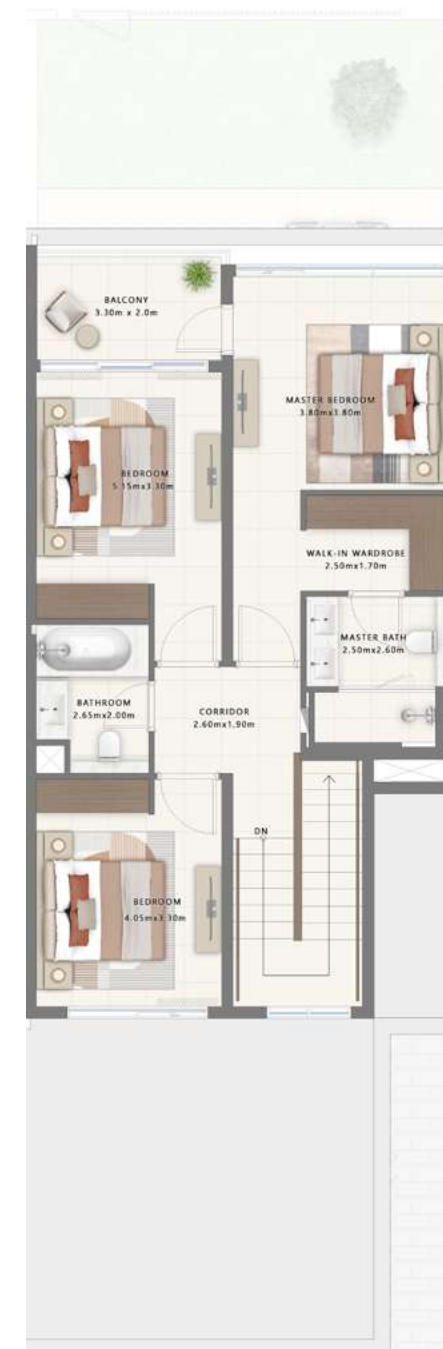 BALCONY
3.30m x 2.0m
MASTER BEDROOM
3.80mx3.80m
BEDROOM
5.15mx3.30m
WALK-IN WARDROBE
2.50mx1.70m
MASTER BATH
2.50mx2.60m
BATHROOM
2.65mx2.00m
CORRIDOR
2.60mx1.90m
DN
BEDROOM
4.05mx3.30m